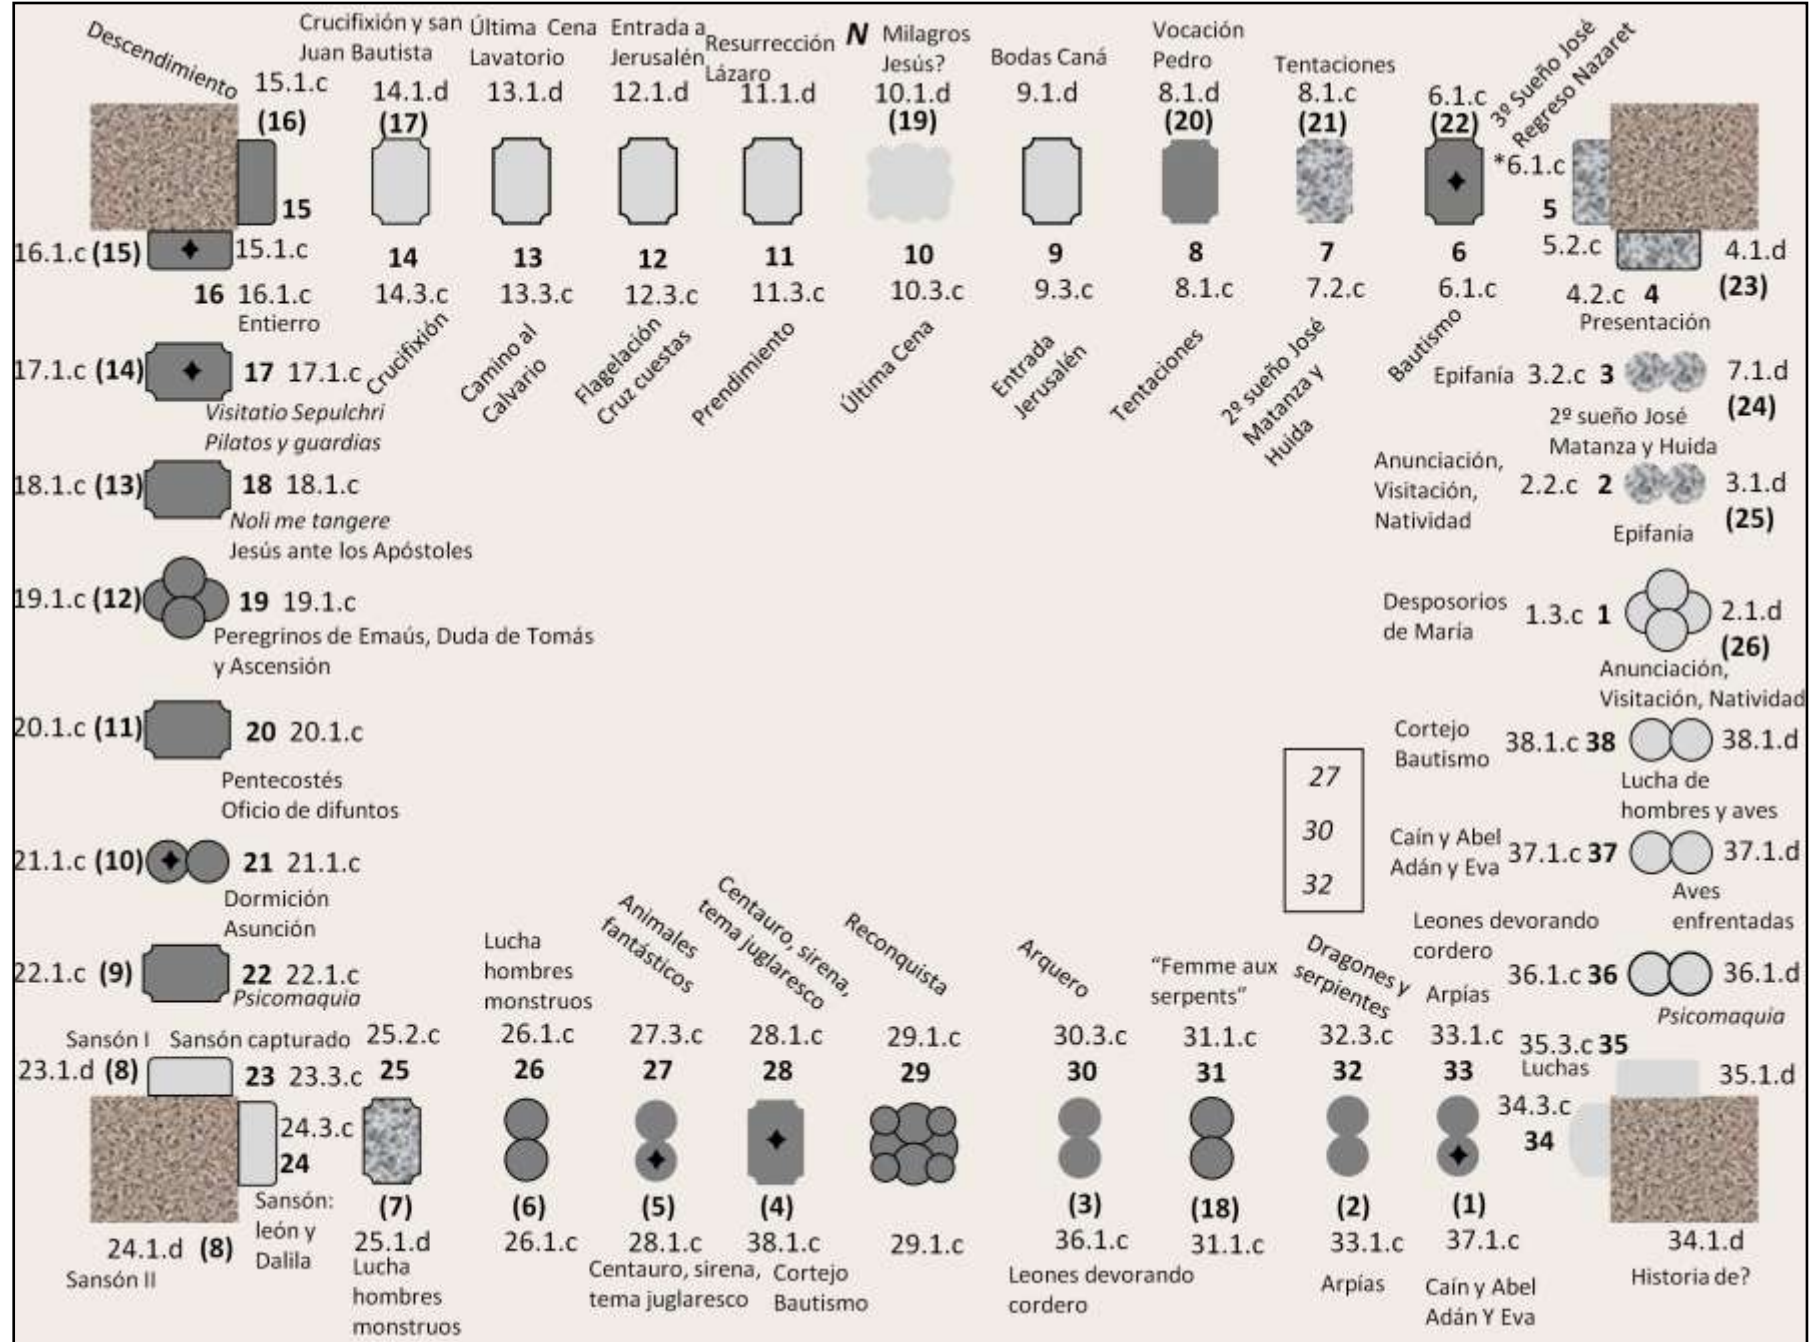 Descendimiento
Crucifixión y san
Juan Bautista
Última Cena
Lavatorio
Entrada a
Jerusalén
Resurrección
Lázaro
N
Milagros
Jesús?
Bodas Caná
Vocación
Pedro
Tentaciones
3º Sueño José
Regreso Nazaret
15.1.c 14.1.d 13.1.d 12.1.d 11.1.d 10.1.d 9.1.d 8.1.d 8.1.c 6.1.c
(16) (17) (19) (20) (21) (22)
*6.1.c
15
5
16.1.c (15) 15.1.c
14 13 12 11 10 9 8 7 6
5.2.c 4.1.d
16 16.1.c
14.3.c 13.3.c 12.3.c 11.3.c 10.3.c 9.3.c 8.1.c 7.2.c 6.1.c
4.2.c 4 (23)
Entierro
Presentación
Crucifixión
Camino al
Calvario
Flagelación
Cruz cuestas
Prendimiento
Última Cena
Entrada
Jerusalén
Tentaciones
2º sueño José
Matanza y
Huida
Bautismo
17.1.c (14) 17 17.1.c
Visitatio Sepulchri
Pilatos y guardias
Epifanía 3.2.c 3 7.1.d
(24)
2º sueño José
Matanza y Huida
18.1.c (13) 18 18.1.c
Noli me tangere
Jesús ante los Apóstoles
Anunciación,
Visitación,
Natividad
2.2.c 2 3.1.d
(25)
Epifanía
19.1.c (12) 19 19.1.c
Peregrinos de Emaús, Duda de Tomás
y Ascensión
Desposorios
de María
1.3.c 1 2.1.d
(26)
Anunciación,
Visitación, Natividad
20.1.c (11) 20 20.1.c
Pentecostés
Oficio de difuntos
Cortejo
Bautismo
38.1.c 38 38.1.d
Lucha de
hombres y aves
27
30
32
21.1.c (10) 21 21.1.c
Dormición
Asunción
Caín y Abel
Adán y Eva
37.1.c 37 37.1.d
Aves
enfrentadas
22.1.c (9) 22 22.1.c
Psicomaquia
Leones devorando
cordero
36.1.c 36 36.1.d
Psicomaquia
Lucha
hombres
monstruos
Animales
fantásticos
Centauro, sirena,
tema juglaresco
Reconquista
Arquero
“Femme aux
serpents”
Dragones y
serpientes
Arpías
Sansón I Sansón capturado
25.2.c 26.1.c 27.3.c 28.1.c 29.1.c 30.3.c 31.1.c 32.3.c 33.1.c
35.3.c 35
Luchas
23.1.d (8) 23 23.3.c
25 26 27 28 29 30 31 32 33
35.1.d
24.3.c
24
34.3.c
34
Sansón:
león y
Dalila
(7) (6) (5) (4) (3) (18) (2) (1)
24.1.d (8)
Sansón II
25.1.d 26.1.c 28.1.c 38.1.c 29.1.c 36.1.c 31.1.c 33.1.c 37.1.c 34.1.d
Lucha
hombres
monstruos
Centauro, sirena,
tema juglaresco
Cortejo
Bautismo
Leones devorando
cordero
Arpías
Caín y Abel
Adán Y Eva
Historia de?